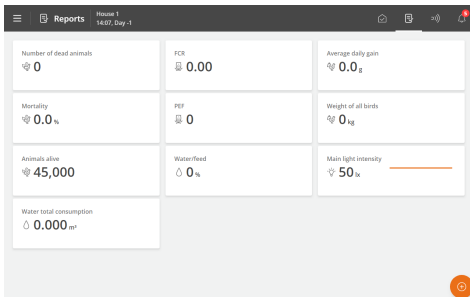 Reports
House 1
14:07, Day -1
Number of dead animals
0
FCR
0.00
Average daily gain
0.0 g
Mortality
0.0 %
PEF
0
Weight of all birds
0 kg
Animals alive
45,000
Water/feed
0 %
Main light intensity
50 lx
Water total consumption
0.000 m³